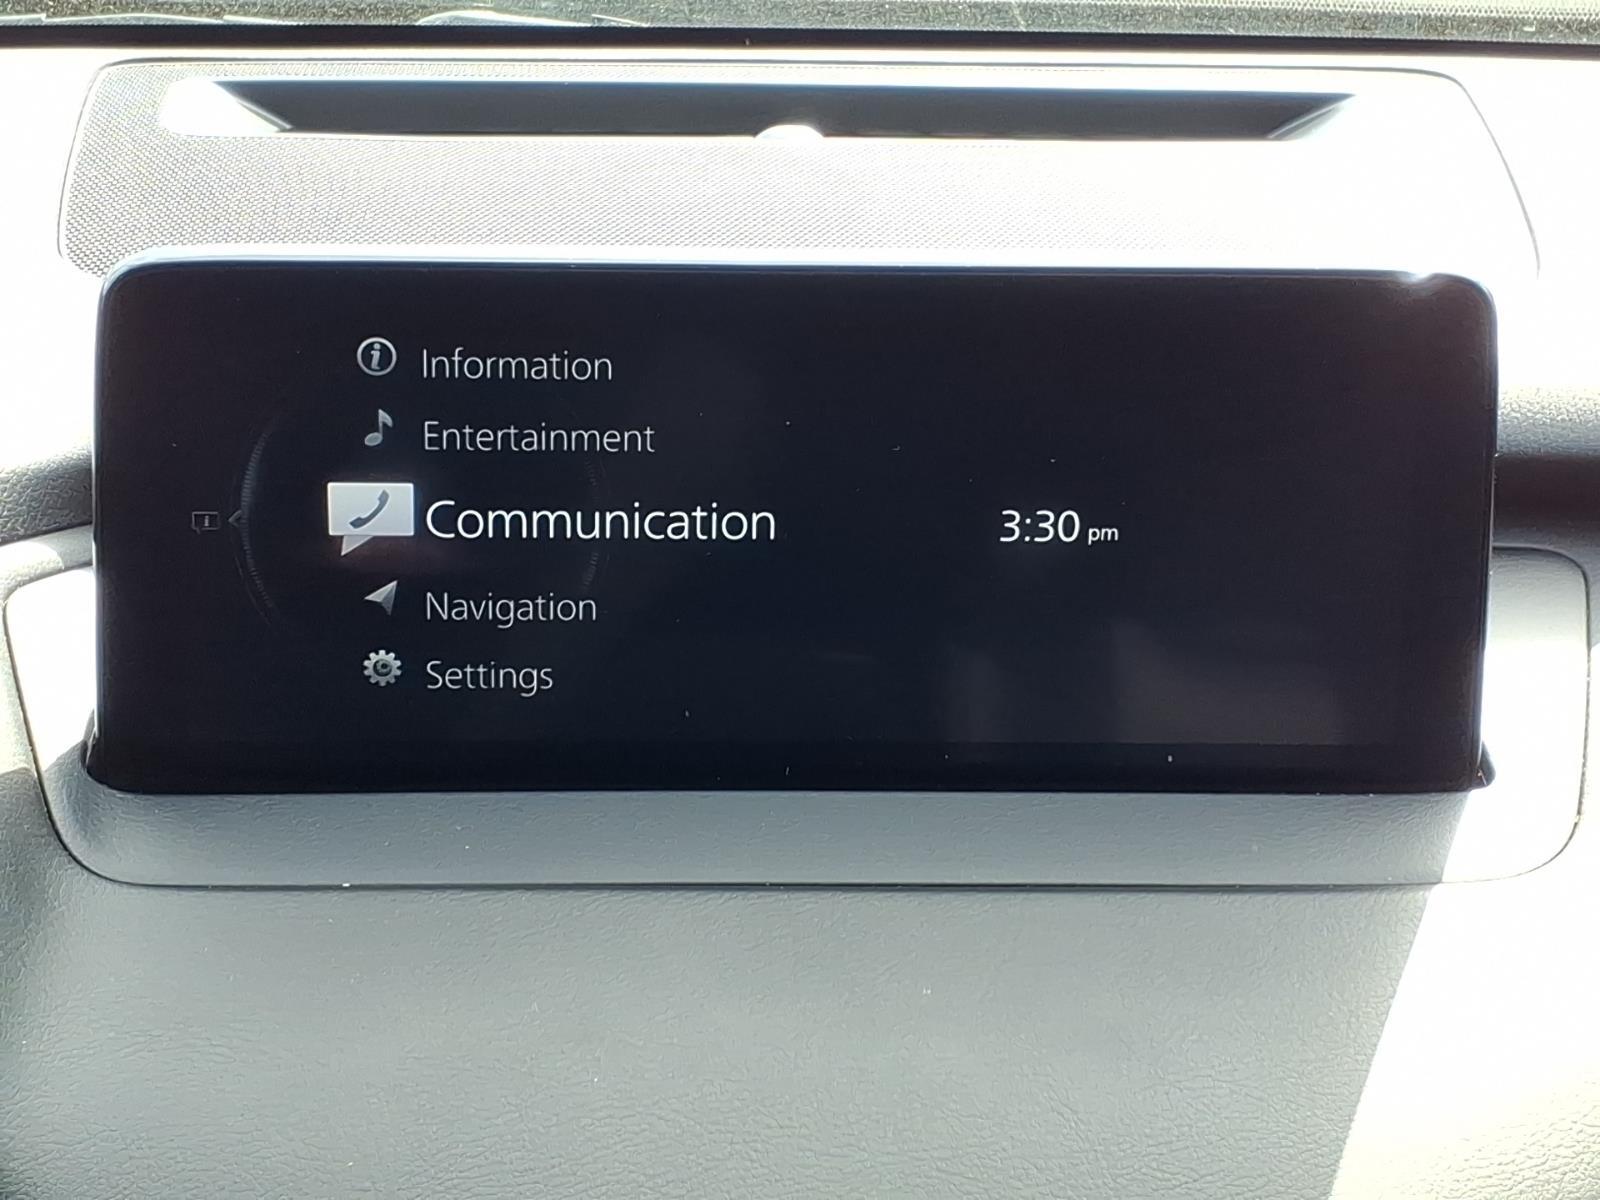 Information
Entertainment
Communication
3:30 pm
Navigation
Settings